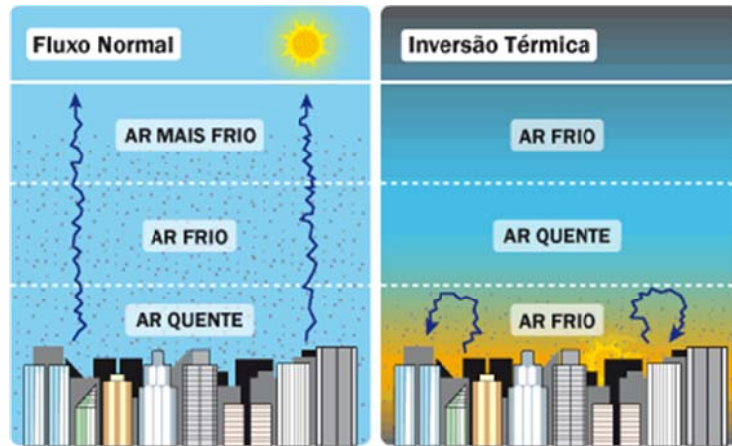 Fluxo Normal
AR MAIS FRIO
AR FRIO
AR QUENTE
Inversão Térmica
AR FRIO
AR QUENTE
AR FRIO